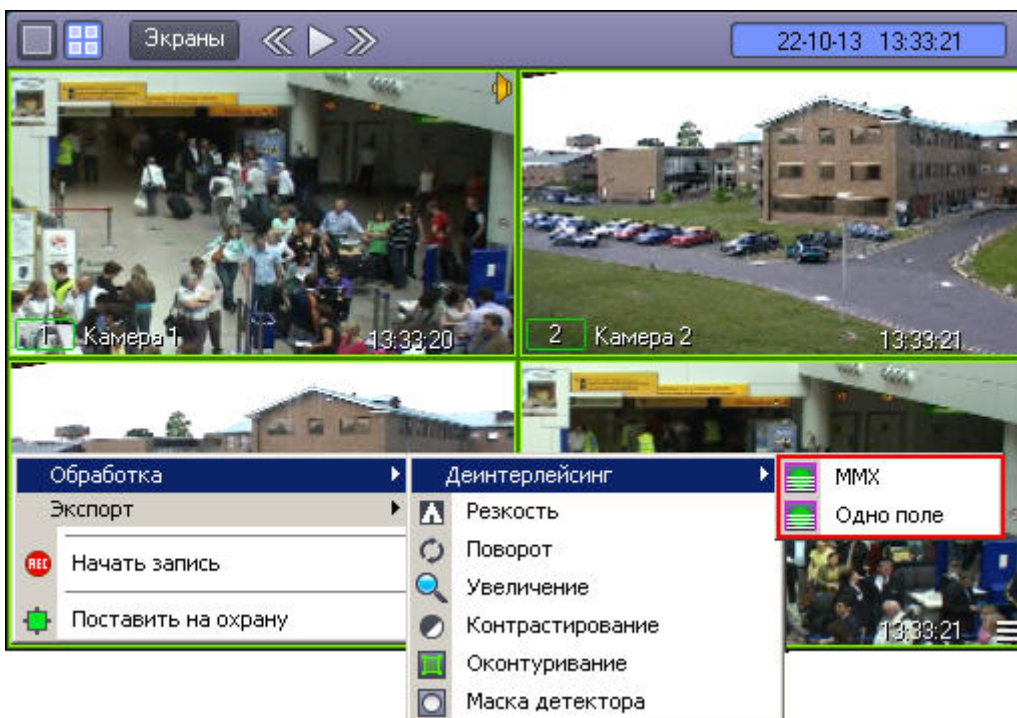 Экраны
22-10-13 13:33:21
1 Камера 1 13:33:20
2 Камера 2 13:33:21
Обработка
Экспорт
REC Начать запись
Поставить на охрану
Деинтерлейсинг
Резкость
Поворот
Увеличение
Контрастирование
Оконтуривание
Маска детектора
MMX
Одно поле
13:33:21